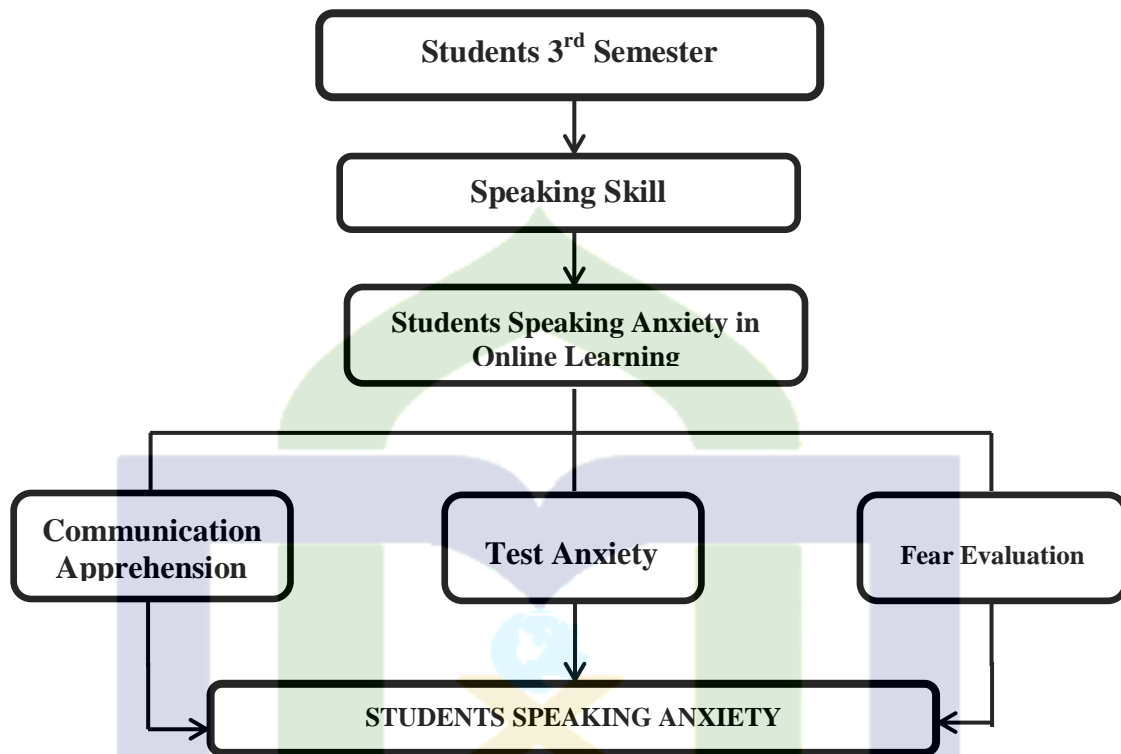 Students 3rd Semester
Speaking Skill
Students Speaking Anxiety in
Online Learning
Communication
Apprehension
Test Anxiety
Fear Evaluation
STUDENTS SPEAKING ANXIETY